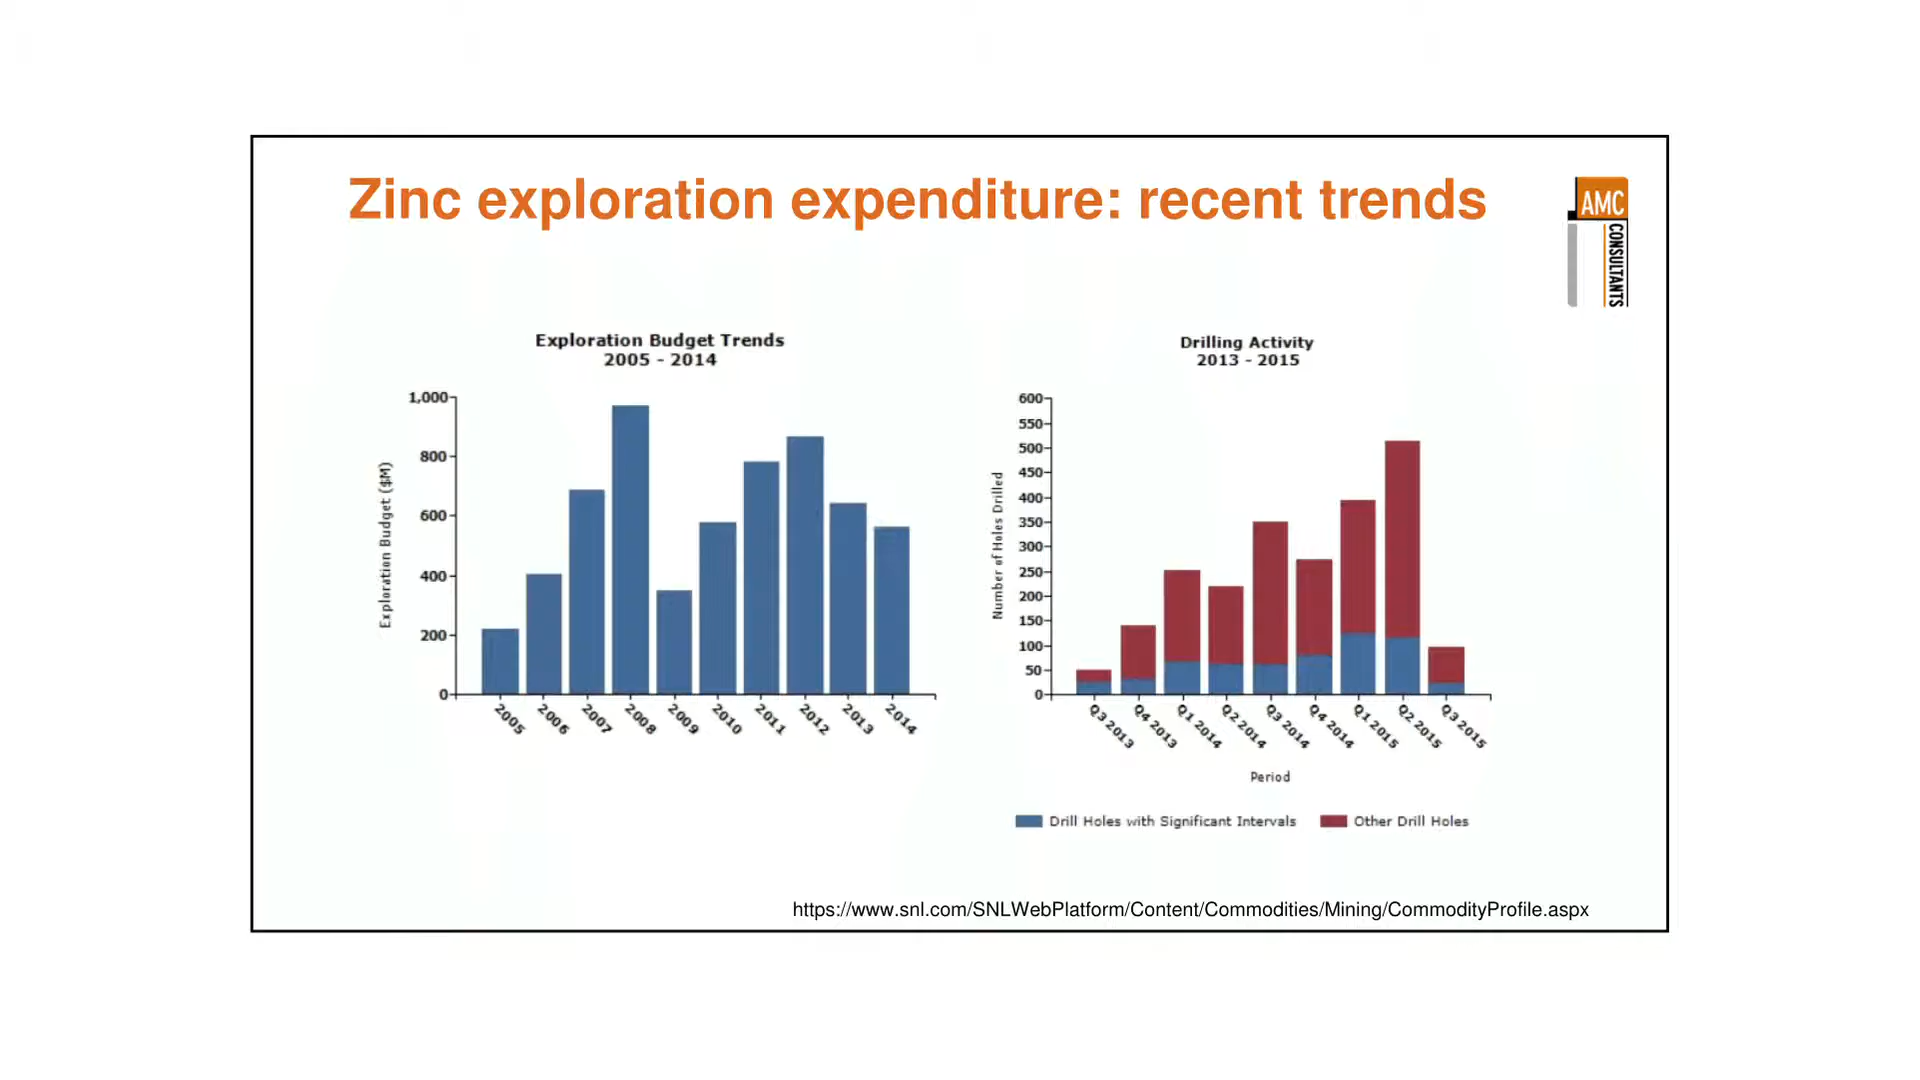 Zinc exploration expenditure: recent trends
AMC
CONSULTANTS
Exploration Budget Trends
2005 - 2014
Exploration Budget ($M)
1,000
800
600
400
200
0
2005
2006
2007
2008
2009
2010
2011
2012
2013
2014
Drilling Activity
2013 - 2015
Number of Holes Drilled
600
550
500
450
400
350
300
250
200
150
100
50
0
Q3 2013
Q4 2013
Q1 2014
Q2 2014
Q3 2014
Q4 2014
Q1 2015
Q2 2015
Q3 2015
Period
Drill Holes with Significant Intervals
Other Drill Holes
https://www.snl.com/SNLWebPlatform/Content/Commodities/Mining/CommodityProfile.aspx